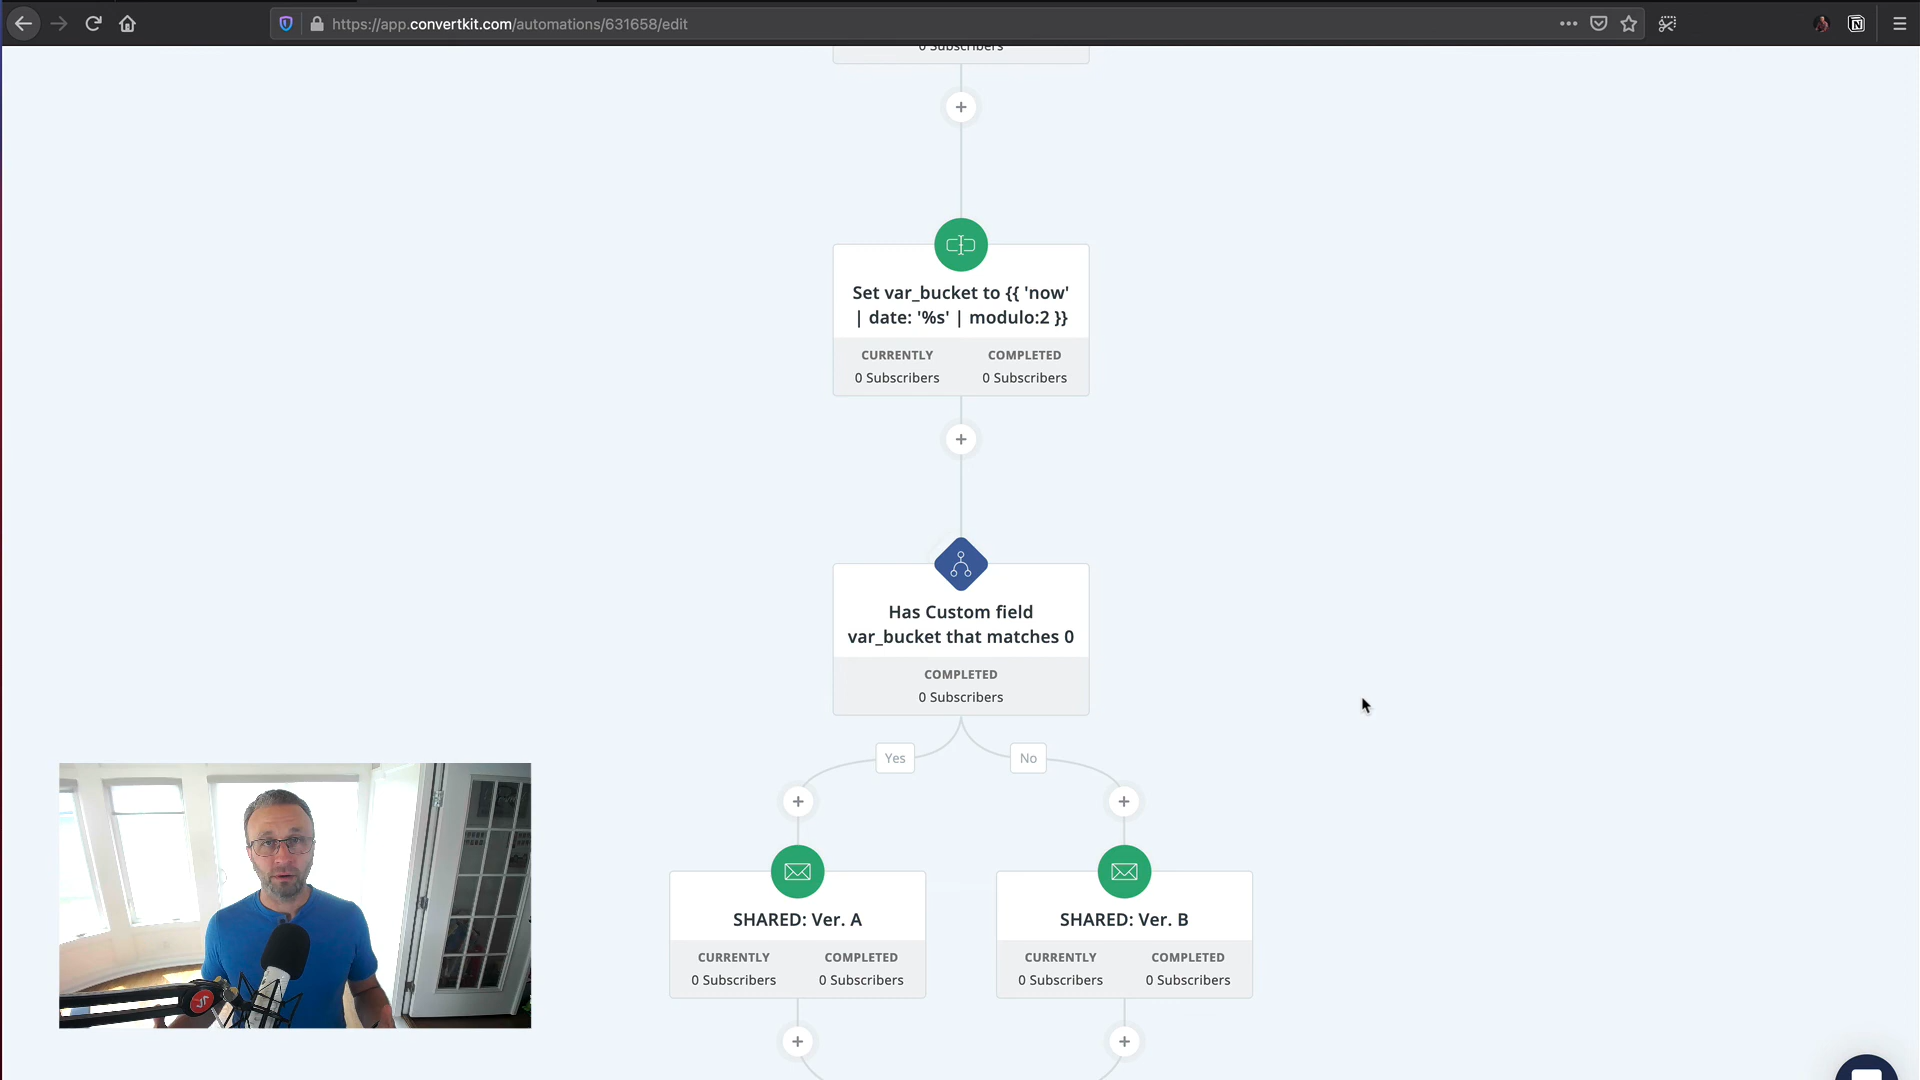 https://app.convertkit.com/automations/631658/edit
0 Subscribers
Set var_bucket to {{ 'now'
| date: '%s' | modulo:2 }}
CURRENTLY
COMPLETED
0 Subscribers
0 Subscribers
Has Custom field
var_bucket that matches 0
COMPLETED
0 Subscribers
Yes
No
SHARED: Ver. A
CURRENTLY
COMPLETED
0 Subscribers
0 Subscribers
SHARED: Ver. B
CURRENTLY
COMPLETED
0 Subscribers
0 Subscribers